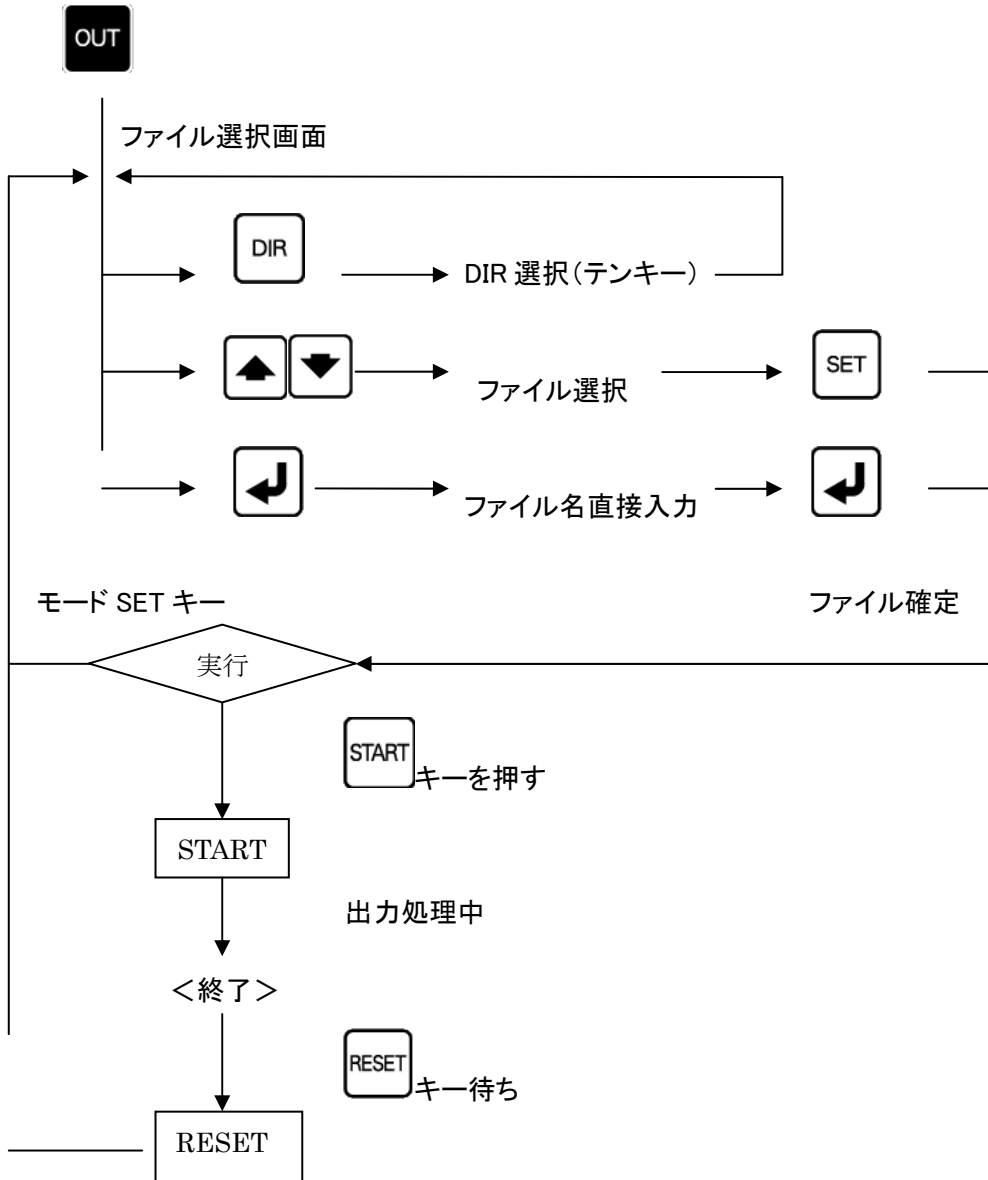 OUT
ファイル選択画面
DIR
DIR 選択(テンキー)
ファイル選択
SET
ファイル名直接入力
モード SET キー
ファイル確定
実行
START
キーを押す
START
出力処理中
<終了>
RESET
キー待ち
RESET